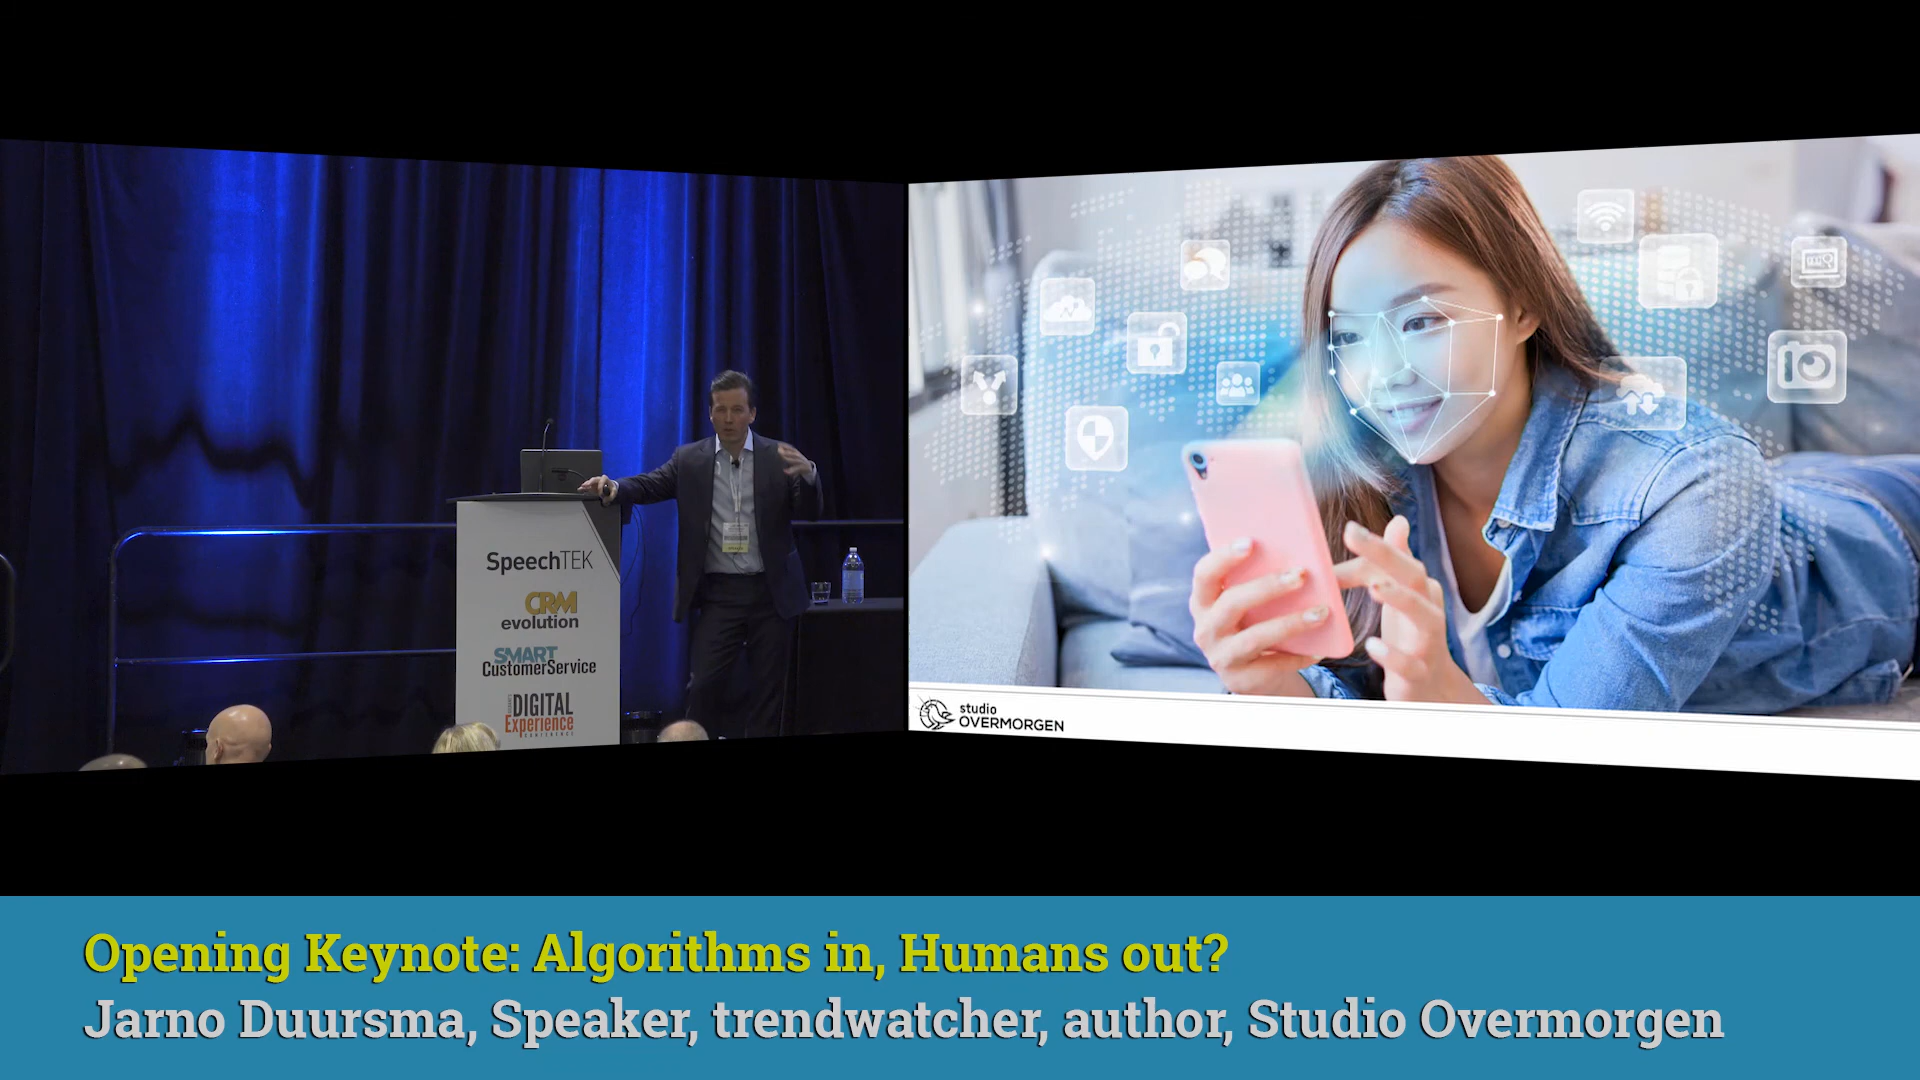 SpeechTEK
CRM
evolution
SMART
CustomerService
DIGITAL
Experience
CONFERENCE
studio
OVERMORGEN
Opening Keynote: Algorithms in, Humans out?
Jarno Duursma, Speaker, trendwatcher, author, Studio Overmorgen